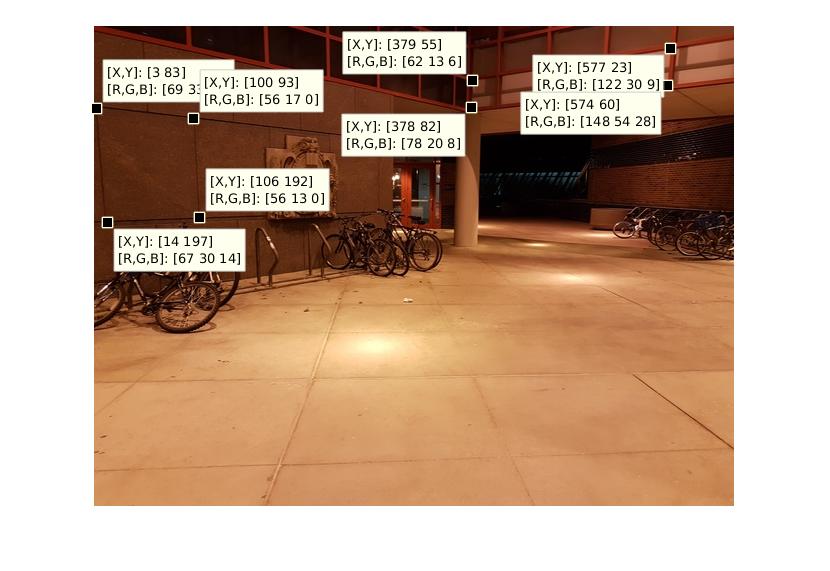 [X,Y]: [379 55]
[R,G,B]: [62 13 6]
[X,Y]: [577 23]
[R,G,B]: [122 30 9]
[X,Y]: [3 83]
[R,G,B]: [69
[X,Y]: [100 93]
[R,G,B]: [56 17 0]
[X,Y]: [574 60]
[R,G,B]: [148 54 28]
[X,Y]: [378 82]
[R,G,B]: [78 20 8]
[X,Y]: [106 192]
[R,G,B]: [56 13 0]
[X,Y]: [14 197]
[R,G,B]: [67 30 14]